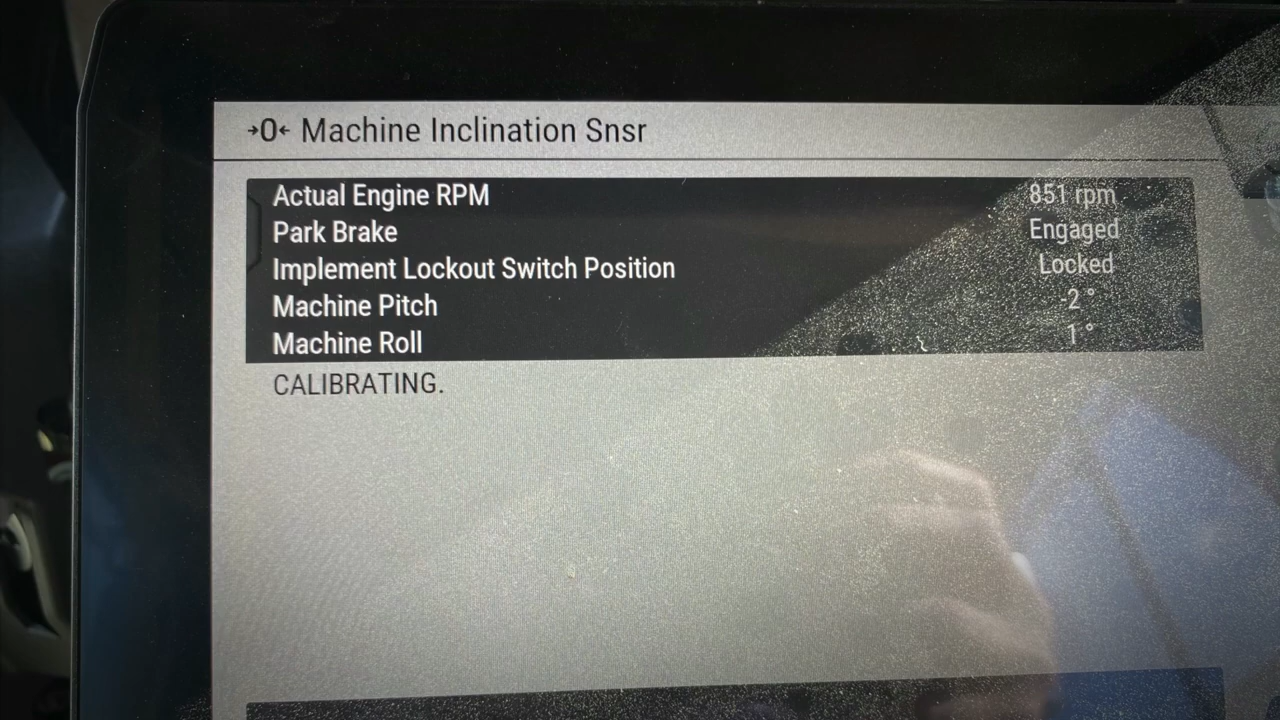 →0← Machine Inclination Snsr
Actual Engine RPM 851 rpm
Park Brake Engaged
Implement Lockout Switch Position Locked
Machine Pitch -2 °
Machine Roll 1 °
CALIBRATING.